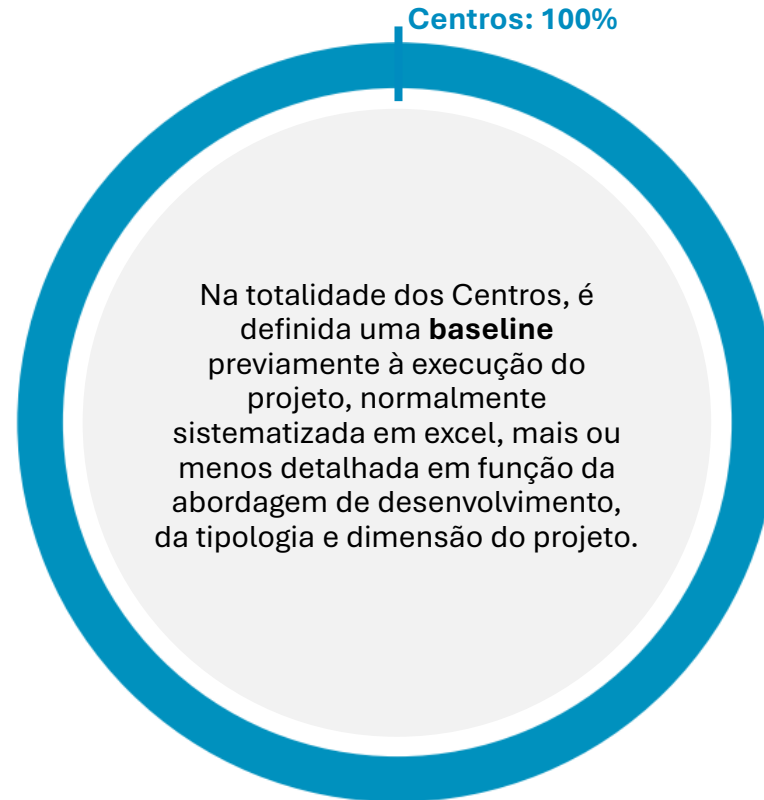 Centros: 100%
Na totalidade dos Centros, é
definida uma baseline
previamente à execução do
projeto, normalmente
sistematizada em excel, mais ou
menos detalhada em função da
abordagem de desenvolvimento,
da tipologia e dimensão do projeto.